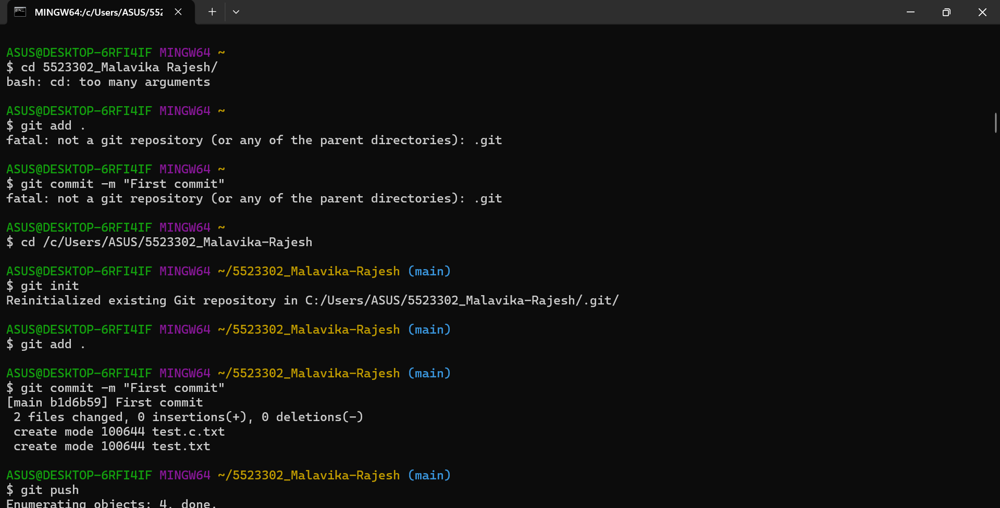 MINGW64:/c/Users/ASUS/552
ASUS@DESKTOP-6RFI4IF MINGW64 ~
$ cd 5523302_Malavika Rajesh/
bash: cd: too many arguments
ASUS@DESKTOP-6RFI4IF MINGW64 ~
$ git add .
fatal: not a git repository (or any of the parent directories): .git
ASUS@DESKTOP-6RFI4IF MINGW64 ~
$ git commit -m "First commit"
fatal: not a git repository (or any of the parent directories): .git
ASUS@DESKTOP-6RFI4IF MINGW64 ~
$ cd /c/Users/ASUS/5523302_Malavika-Rajesh
ASUS@DESKTOP-6RFI4IF MINGW64 ~/5523302_Malavika-Rajesh (main)
$ git init
Reinitialized existing Git repository in C:/Users/ASUS/5523302_Malavika-Rajesh/.git/
ASUS@DESKTOP-6RFI4IF MINGW64 ~/5523302_Malavika-Rajesh (main)
$ git add .
ASUS@DESKTOP-6RFI4IF MINGW64 ~/5523302_Malavika-Rajesh (main)
$ git commit -m "First commit"
[main b1d6b59] First commit
 2 files changed, 0 insertions(+), 0 deletions(-)
 create mode 100644 test.c.txt
 create mode 100644 test.txt
ASUS@DESKTOP-6RFI4IF MINGW64 ~/5523302_Malavika-Rajesh (main)
$ git push
Enumerating objects: 4, done.